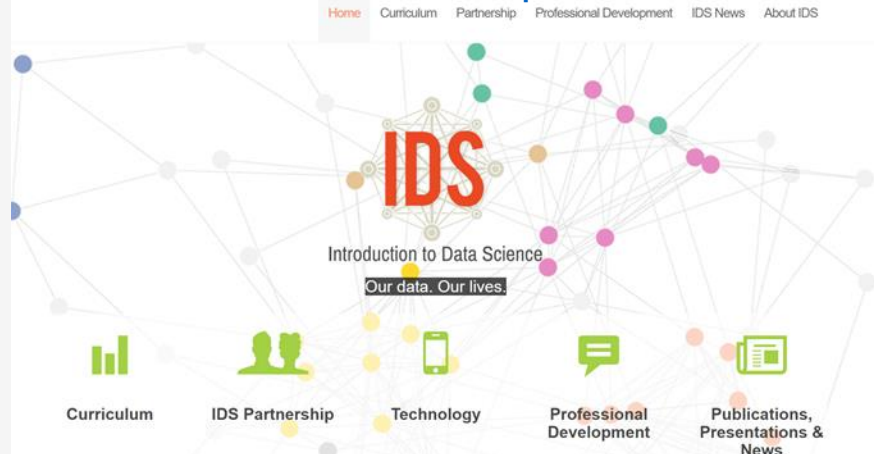 Home Curriculum Partnership Professional Development IDS News About IDS
IDS
Introduction to Data Science
Our data. Our lives.
Curriculum IDS Partnership Technology Professional Development Publications, Presentations & News